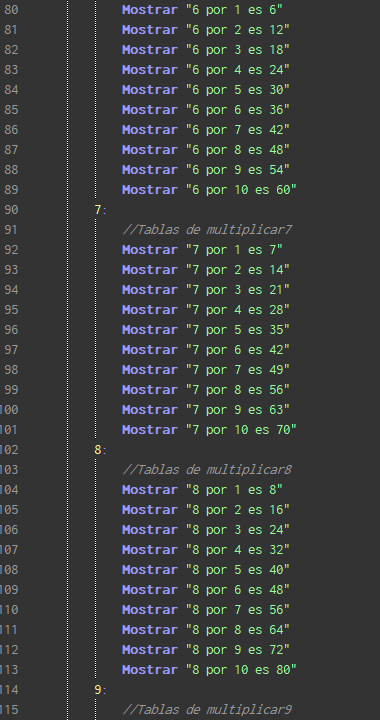 80 Mostrar "6 por 1 es 6"
81 Mostrar "6 por 2 es 12"
82 Mostrar "6 por 3 es 18"
83 Mostrar "6 por 4 es 24"
84 Mostrar "6 por 5 es 30"
85 Mostrar "6 por 6 es 36"
86 Mostrar "6 por 7 es 42"
87 Mostrar "6 por 8 es 48"
88 Mostrar "6 por 9 es 54"
89 Mostrar "6 por 10 es 60"
90 7:
91 //Tablas de multiplicar7
92 Mostrar "7 por 1 es 7"
93 Mostrar "7 por 2 es 14"
94 Mostrar "7 por 3 es 21"
95 Mostrar "7 por 4 es 28"
96 Mostrar "7 por 5 es 35"
97 Mostrar "7 por 6 es 42"
98 Mostrar "7 por 7 es 49"
99 Mostrar "7 por 8 es 56"
100 Mostrar "7 por 9 es 63"
101 Mostrar "7 por 10 es 70"
102 8:
103 //Tablas de multiplicar8
104 Mostrar "8 por 1 es 8"
105 Mostrar "8 por 2 es 16"
106 Mostrar "8 por 3 es 24"
107 Mostrar "8 por 4 es 32"
108 Mostrar "8 por 5 es 40"
109 Mostrar "8 por 6 es 48"
110 Mostrar "8 por 7 es 56"
111 Mostrar "8 por 8 es 64"
112 Mostrar "8 por 9 es 72"
113 Mostrar "8 por 10 es 80"
114 9:
115 //Tablas de multiplicar9